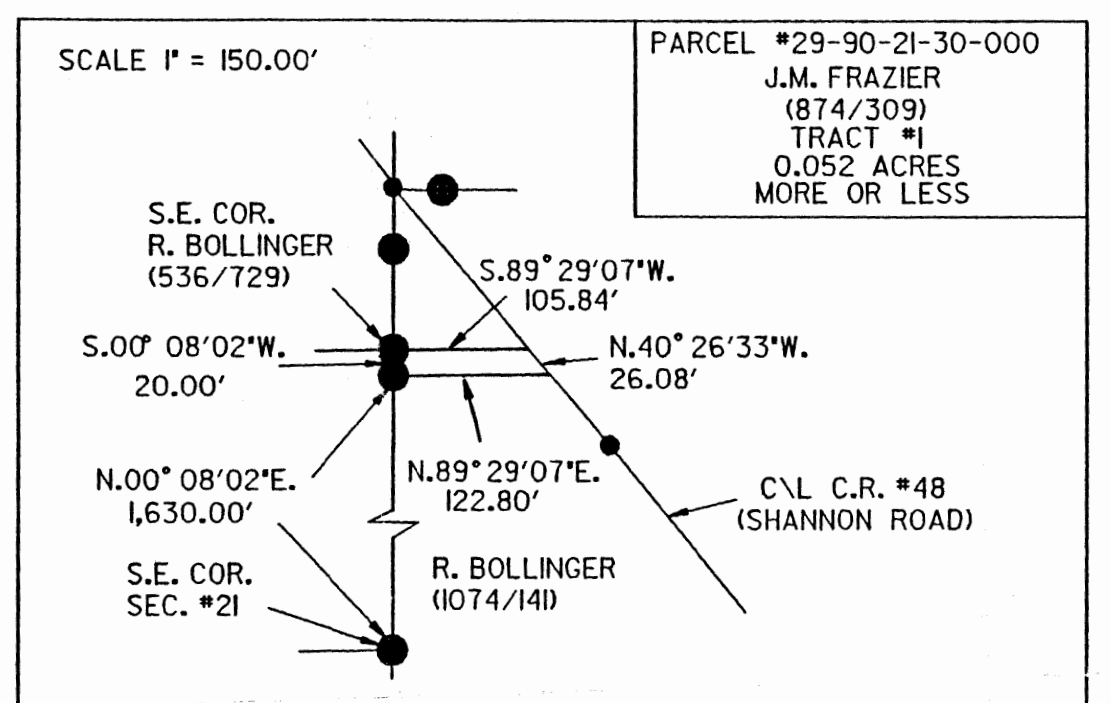 SCALE 1" = 150.00'
PARCEL #29-90-21-30-000
J.M. FRAZIER
(874/309)
TRACT #1
0.052 ACRES
MORE OR LESS
S.E. COR.
R. BOLLINGER
(536/729)
S.89° 29'07"W.
105.84'
S.00° 08'02"W.
20.00'
N.40° 26'33"W.
26.08'
N.00° 08'02"E.
1,630.00'
N.89° 29'07"E.
122.80'
C\L C.R. #48
(SHANNON ROAD)
S.E. COR.
SEC. #21
R. BOLLINGER
(1074/141)